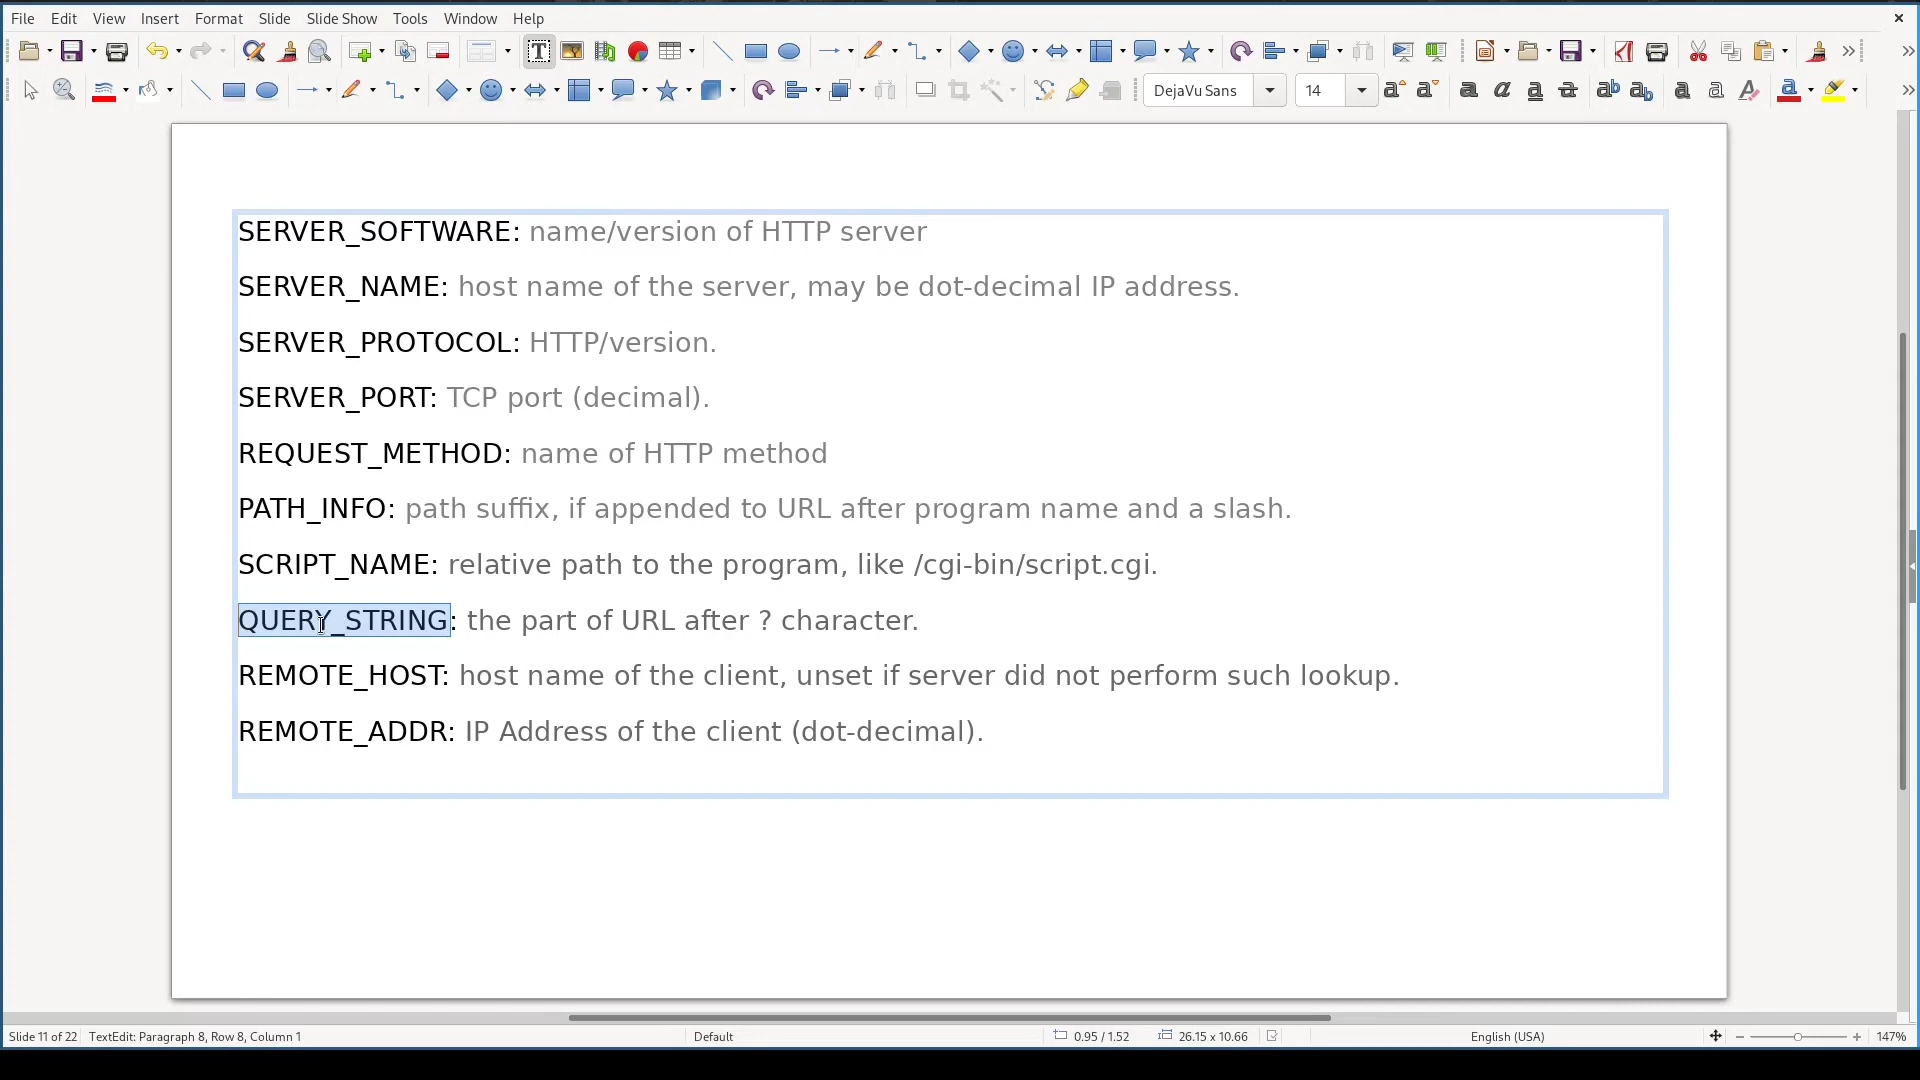 File Edit View Insert Format Slide Slide Show Tools Window Help
DejaVu Sans 14
SERVER_SOFTWARE: name/version of HTTP server
SERVER_NAME: host name of the server, may be dot-decimal IP address.
SERVER_PROTOCOL: HTTP/version.
SERVER_PORT: TCP port (decimal).
REQUEST_METHOD: name of HTTP method
PATH_INFO: path suffix, if appended to URL after program name and a slash.
SCRIPT_NAME: relative path to the program, like /cgi-bin/script.cgi.
QUERY_STRING: the part of URL after ? character.
REMOTE_HOST: host name of the client, unset if server did not perform such lookup.
REMOTE_ADDR: IP Address of the client (dot-decimal).
Slide 11 of 22 TextEdit: Paragraph 8, Row 8, Column 1 Default 0.95 / 1.52 26.15 x 10.66 English (USA) 147%